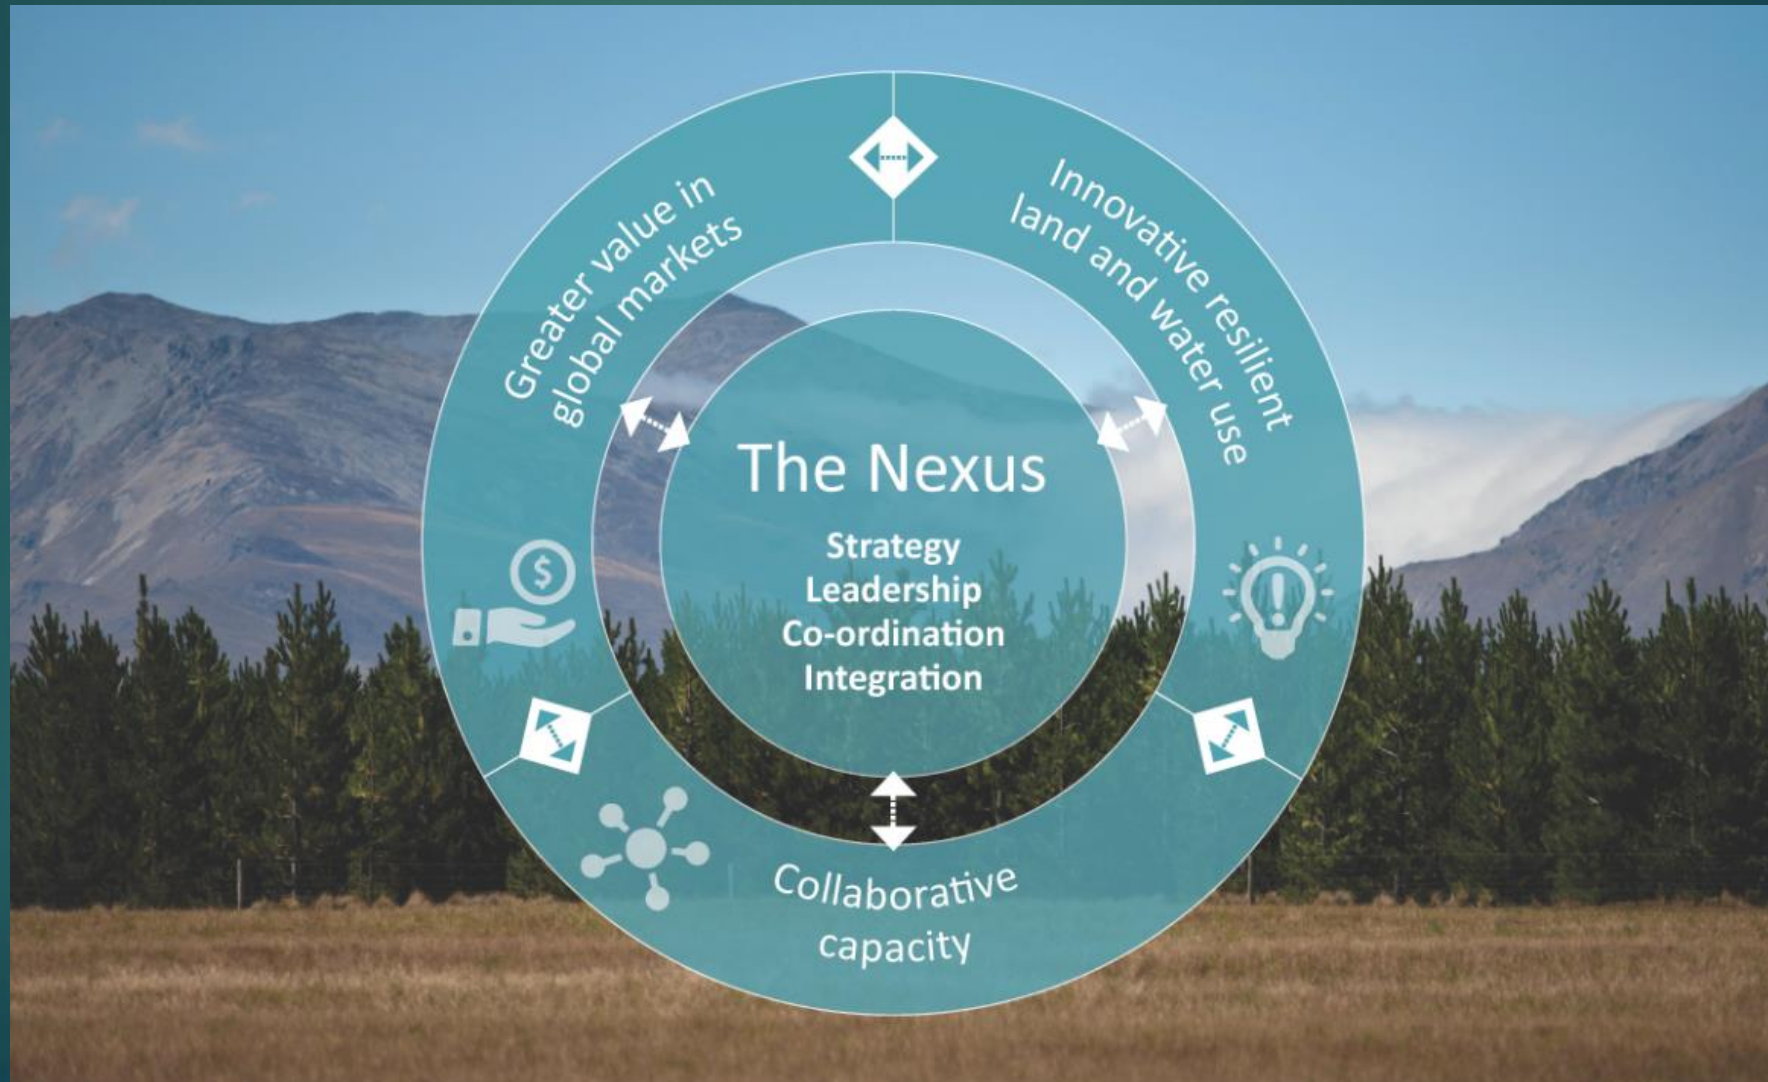 Greater value in
global markets
Innovative resilient
land and water use
The Nexus
Strategy
Leadership
Co-ordination
Integration
Collaborative
capacity
$